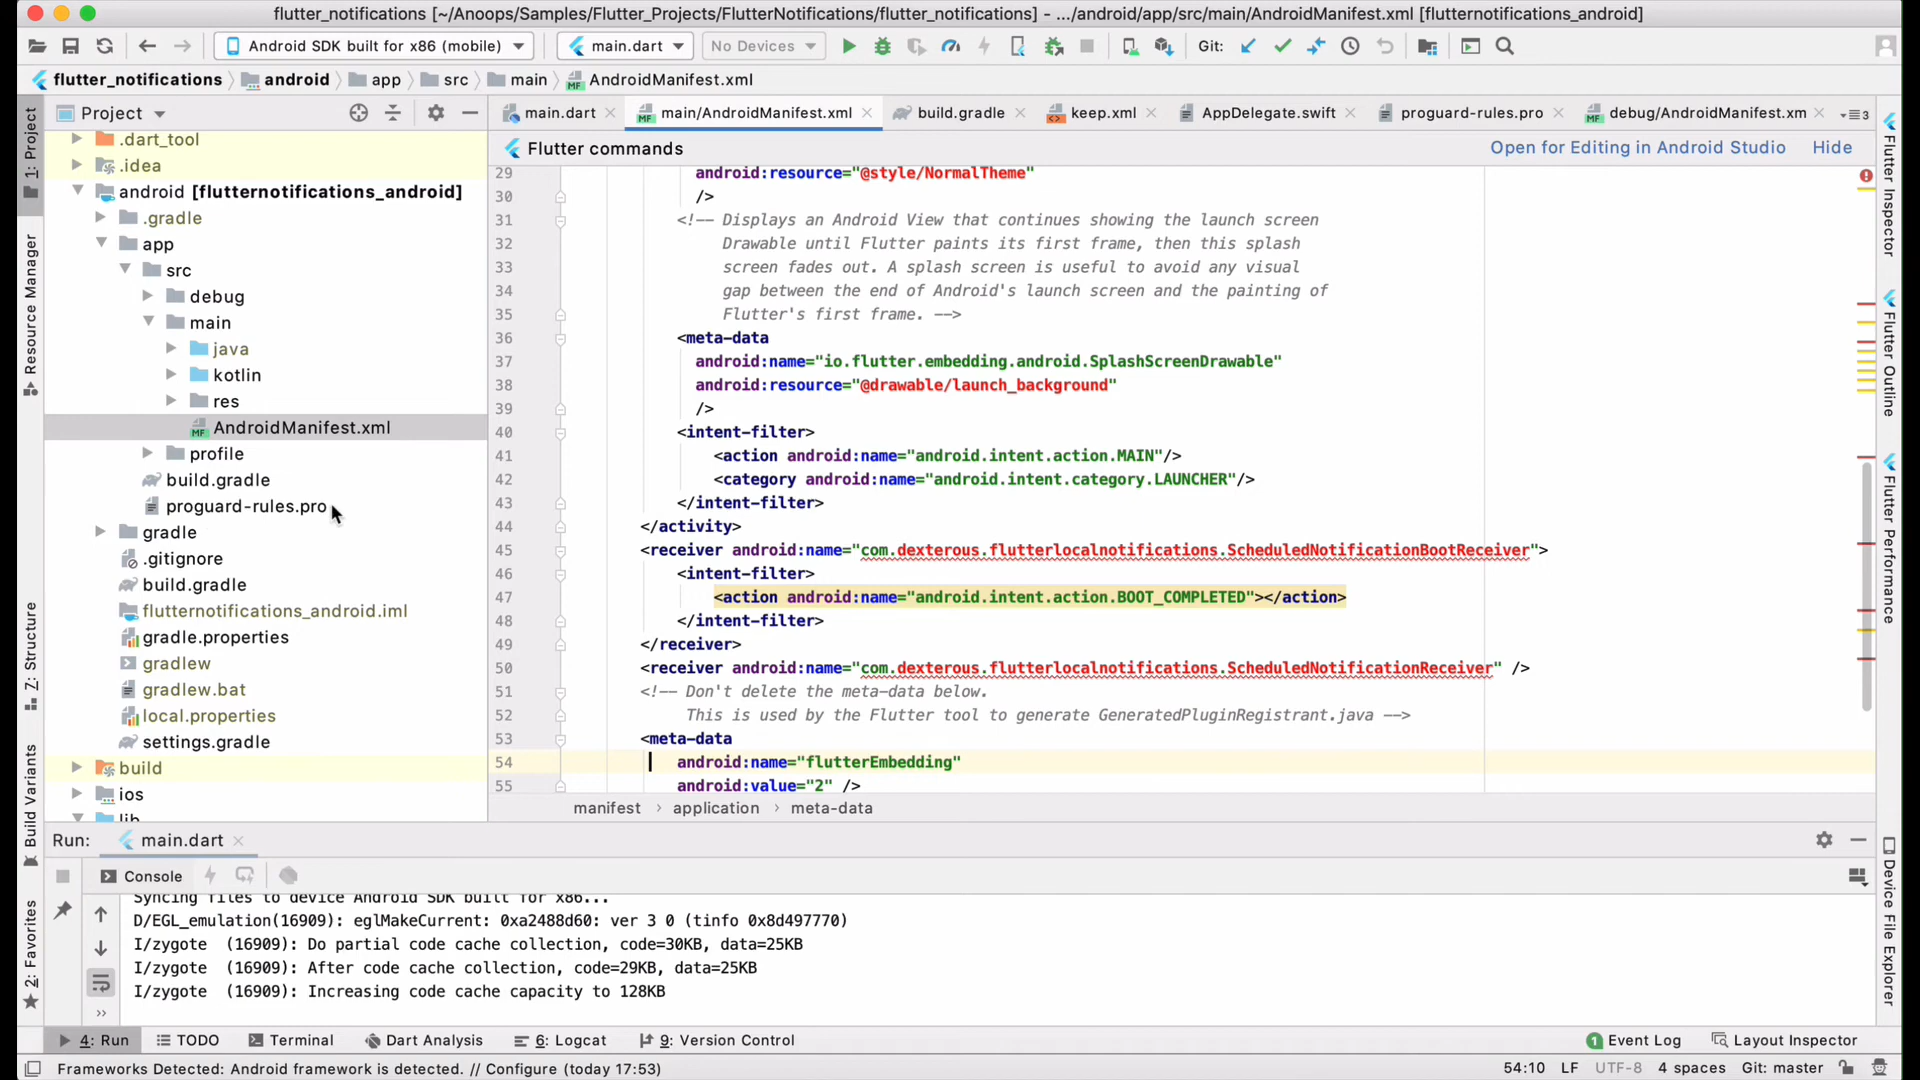 flutter_notifications [~/Anoops/Samples/Flutter_Projects/FlutterNotifications/flutter_notifications] - .../android/app/src/main/AndroidManifest.xml [flutternotifications_android]
Android SDK built for x86 (mobile) main.dart No Devices Git:
flutter_notifications android app src main AndroidManifest.xml
Project
main.dart main/AndroidManifest.xml build.gradle keep.xml AppDelegate.swift proguard-rules.pro debug/AndroidManifest.xm 3
Flutter commands Open for Editing in Android Studio Hide
1: Project
Resource Manager
Z: Structure
Build Variants
2: Favorites
.dart_tool
.idea
android [flutternotifications_android]
.gradle
app
src
debug
main
java
kotlin
res
AndroidManifest.xml
profile
build.gradle
proguard-rules.pro
gradle
.gitignore
build.gradle
flutternotifications_android.iml
gradle.properties
gradlew
gradlew.bat
local.properties
settings.gradle
build
ios
lib
29 android:resource="@style/NormalTheme"
30 />
31 <!-- Displays an Android View that continues showing the launch screen
32 Drawable until Flutter paints its first frame, then this splash
33 screen fades out. A splash screen is useful to avoid any visual
34 gap between the end of Android's launch screen and the painting of
35 Flutter's first frame. -->
36 <meta-data
37 android:name="io.flutter.embedding.android.SplashScreenDrawable"
38 android:resource="@drawable/launch_background"
39 />
40 <intent-filter>
41 <action android:name="android.intent.action.MAIN"/>
42 <category android:name="android.intent.category.LAUNCHER"/>
43 </intent-filter>
44 </activity>
45 <receiver android:name="com.dexterous.flutterlocalnotifications.ScheduledNotificationBootReceiver">
46 <intent-filter>
47 <action android:name="android.intent.action.BOOT_COMPLETED"></action>
48 </intent-filter>
49 </receiver>
50 <receiver android:name="com.dexterous.flutterlocalnotifications.ScheduledNotificationReceiver" />
51 <!-- Don't delete the meta-data below.
52 This is used by the Flutter tool to generate GeneratedPluginRegistrant.java -->
53 <meta-data
54 android:name="flutterEmbedding"
55 android:value="2" />
manifest › application › meta-data
Flutter Inspector
Flutter Outline
Flutter Performance
Device File Explorer
Run: main.dart
Console
Syncing files to device Android SDK built for x86...
D/EGL_emulation(16909): eglMakeCurrent: 0xa2488d60: ver 3 0 (tinfo 0x8d497770)
I/zygote (16909): Do partial code cache collection, code=30KB, data=25KB
I/zygote (16909): After code cache collection, code=29KB, data=25KB
I/zygote (16909): Increasing code cache capacity to 128KB
4: Run TODO Terminal Dart Analysis 6: Logcat 9: Version Control 1 Event Log Layout Inspector
Frameworks Detected: Android framework is detected. // Configure (today 17:53) 54:10 LF UTF-8 4 spaces Git: master